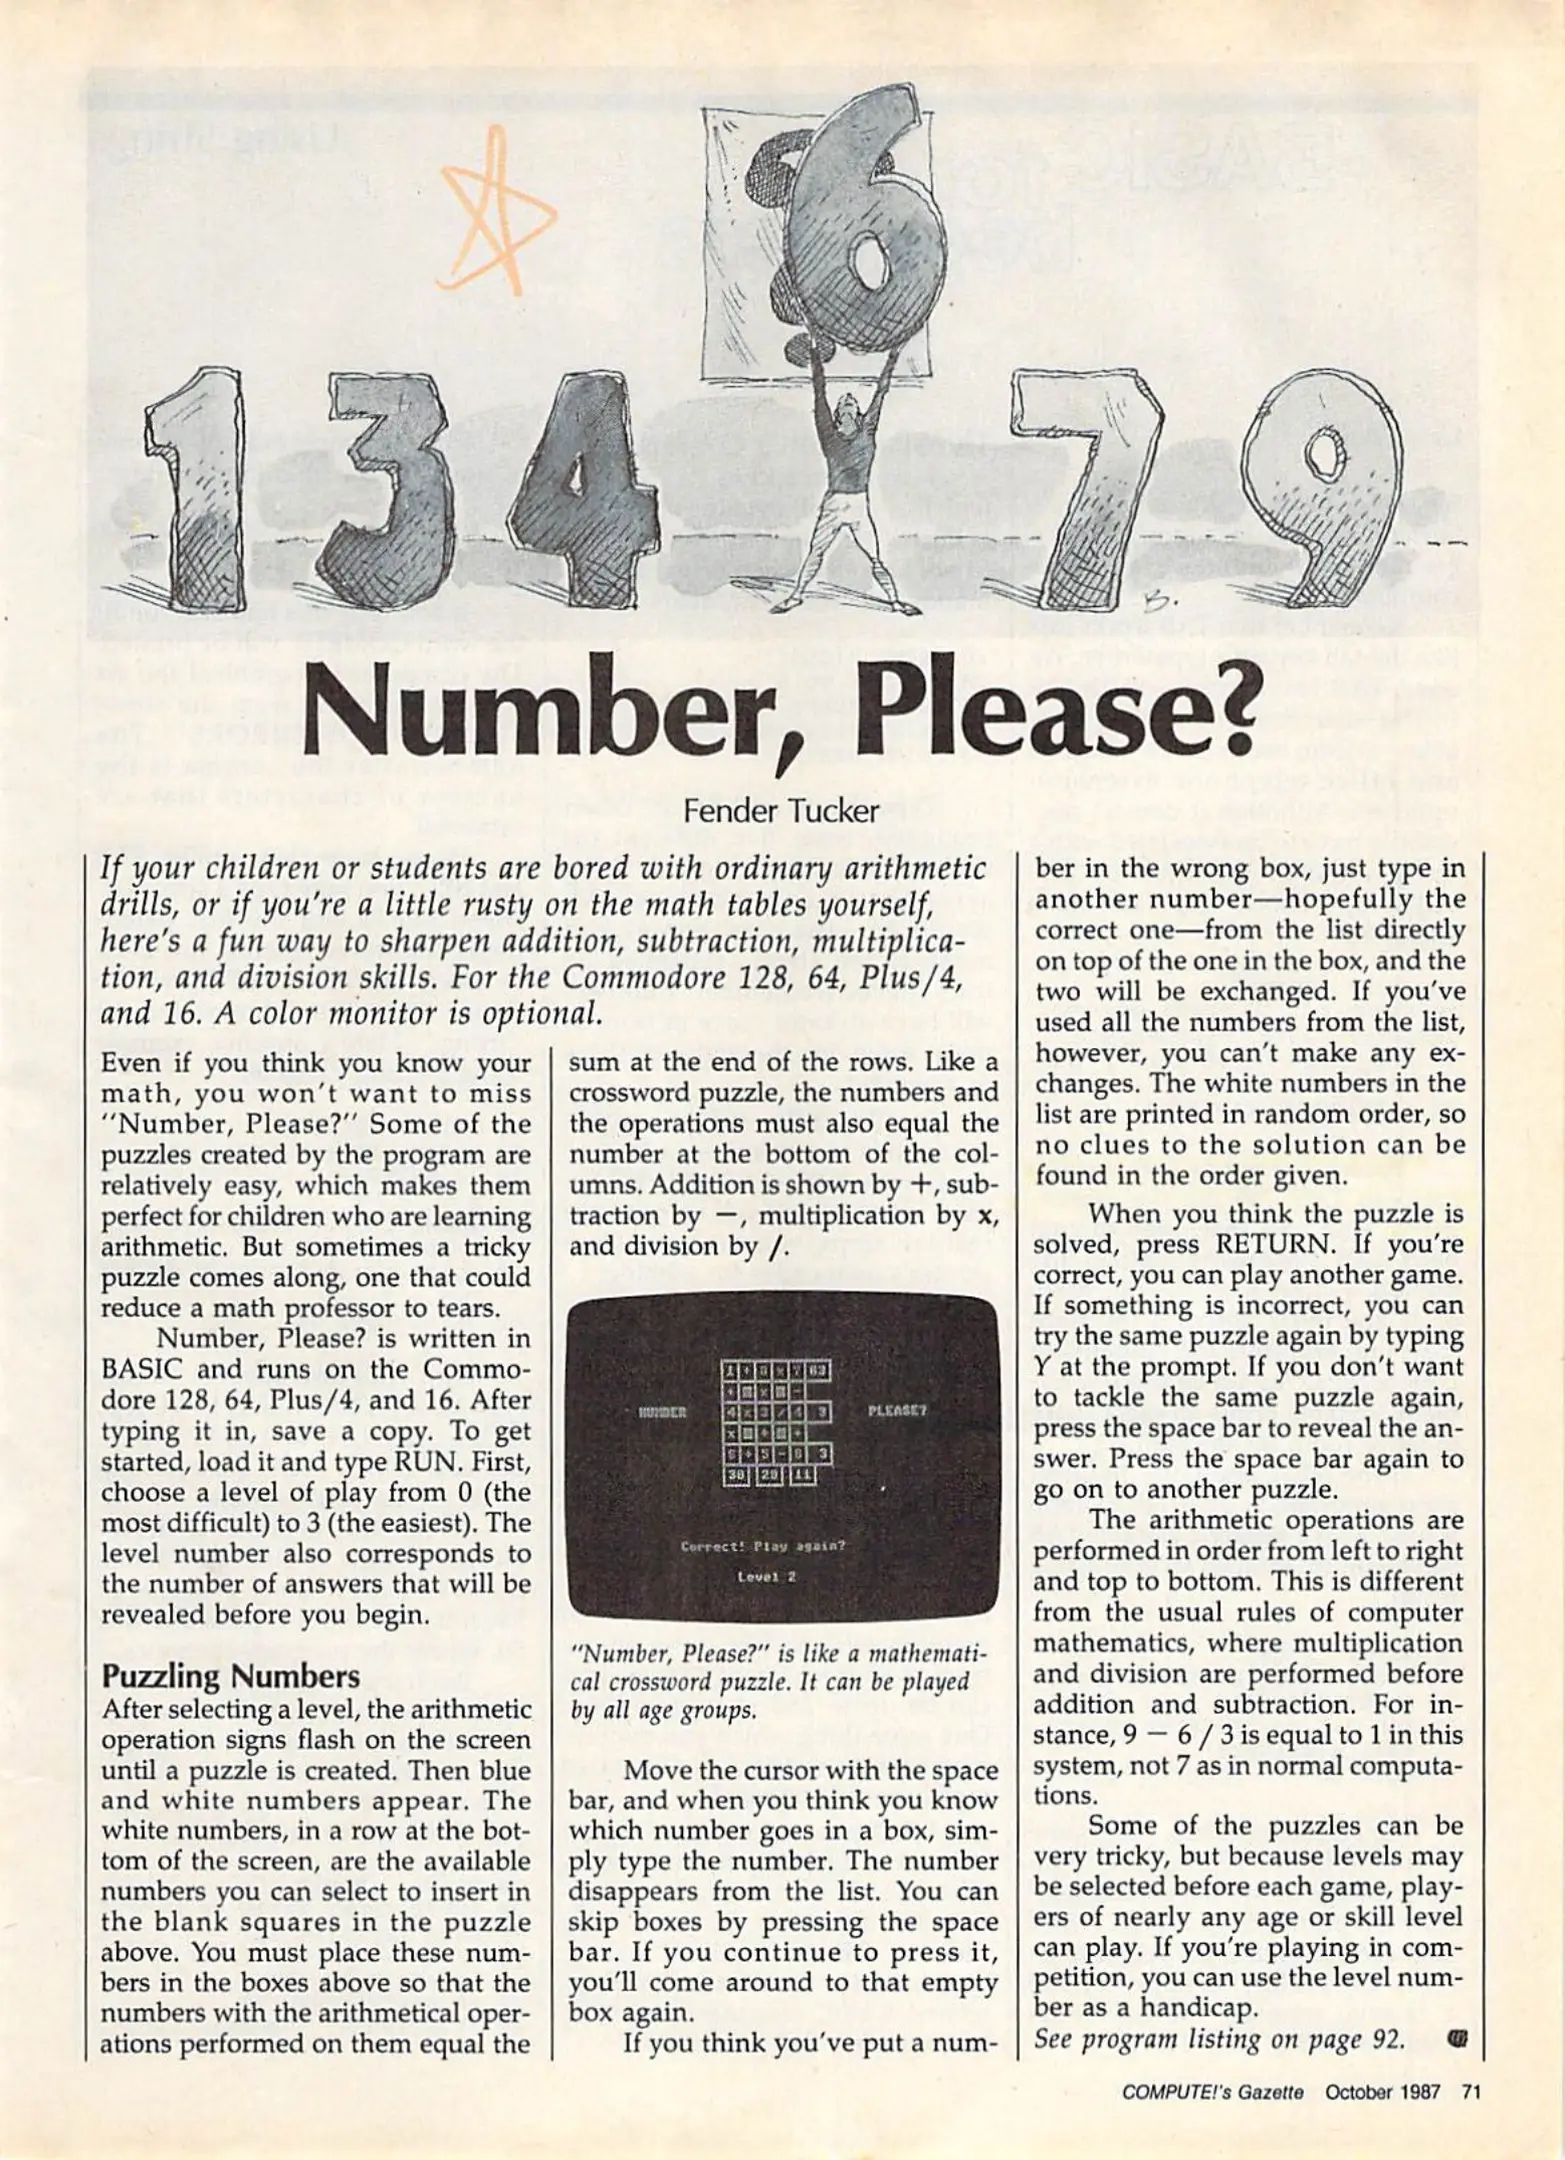 1 3 4 6 7 9
B.
Number, Please?
Fender Tucker
If your children or students are bored with ordinary arithmetic
drills, or if you're a little rusty on the math tables yourself,
here's a fun way to sharpen addition, subtraction, multiplica-
tion, and division skills. For the Commodore 128, 64, Plus/4,
and 16. A color monitor is optional.
Even if you think you know your
math, you won't want to miss
"Number, Please?" Some of the
puzzles created by the program are
relatively easy, which makes them
perfect for children who are learning
arithmetic. But sometimes a tricky
puzzle comes along, one that could
reduce a math professor to tears.
Number, Please? is written in
BASIC and runs on the Commo-
dore 128, 64, Plus/4, and 16. After
typing it in, save a copy. To get
started, load it and type RUN. First,
choose a level of play from 0 (the
most difficult) to 3 (the easiest). The
level number also corresponds to
the number of answers that will be
revealed before you begin.
Puzzling Numbers
After selecting a level, the arithmetic
operation signs flash on the screen
until a puzzle is created. Then blue
and white numbers appear. The
white numbers, in a row at the bot-
tom of the screen, are the available
numbers you can select to insert in
the blank squares in the puzzle
above. You must place these num-
bers in the boxes above so that the
numbers with the arithmetical oper-
ations performed on them equal the
sum at the end of the rows. Like a
crossword puzzle, the numbers and
the operations must also equal the
number at the bottom of the col-
umns. Addition is shown by +, sub-
traction by −, multiplication by x,
and division by /.
1 + 8 x 7 63
+ x −
NUMBER 4 x 3 / 4 3 PLEASE?
x + +
6 + 5 − 8 3
30 29 11
Correct! Play again?
Level 2
"Number, Please?" is like a mathemati-
cal crossword puzzle. It can be played
by all age groups.
Move the cursor with the space
bar, and when you think you know
which number goes in a box, sim-
ply type the number. The number
disappears from the list. You can
skip boxes by pressing the space
bar. If you continue to press it,
you'll come around to that empty
box again.
If you think you've put a num-
ber in the wrong box, just type in
another number—hopefully the
correct one—from the list directly
on top of the one in the box, and the
two will be exchanged. If you've
used all the numbers from the list,
however, you can't make any ex-
changes. The white numbers in the
list are printed in random order, so
no clues to the solution can be
found in the order given.
When you think the puzzle is
solved, press RETURN. If you're
correct, you can play another game.
If something is incorrect, you can
try the same puzzle again by typing
Y at the prompt. If you don't want
to tackle the same puzzle again,
press the space bar to reveal the an-
swer. Press the space bar again to
go on to another puzzle.
The arithmetic operations are
performed in order from left to right
and top to bottom. This is different
from the usual rules of computer
mathematics, where multiplication
and division are performed before
addition and subtraction. For in-
stance, 9 − 6 / 3 is equal to 1 in this
system, not 7 as in normal computa-
tions.
Some of the puzzles can be
very tricky, but because levels may
be selected before each game, play-
ers of nearly any age or skill level
can play. If you're playing in com-
petition, you can use the level num-
ber as a handicap.
See program listing on page 92.
COMPUTE!'s Gazette October 1987 71